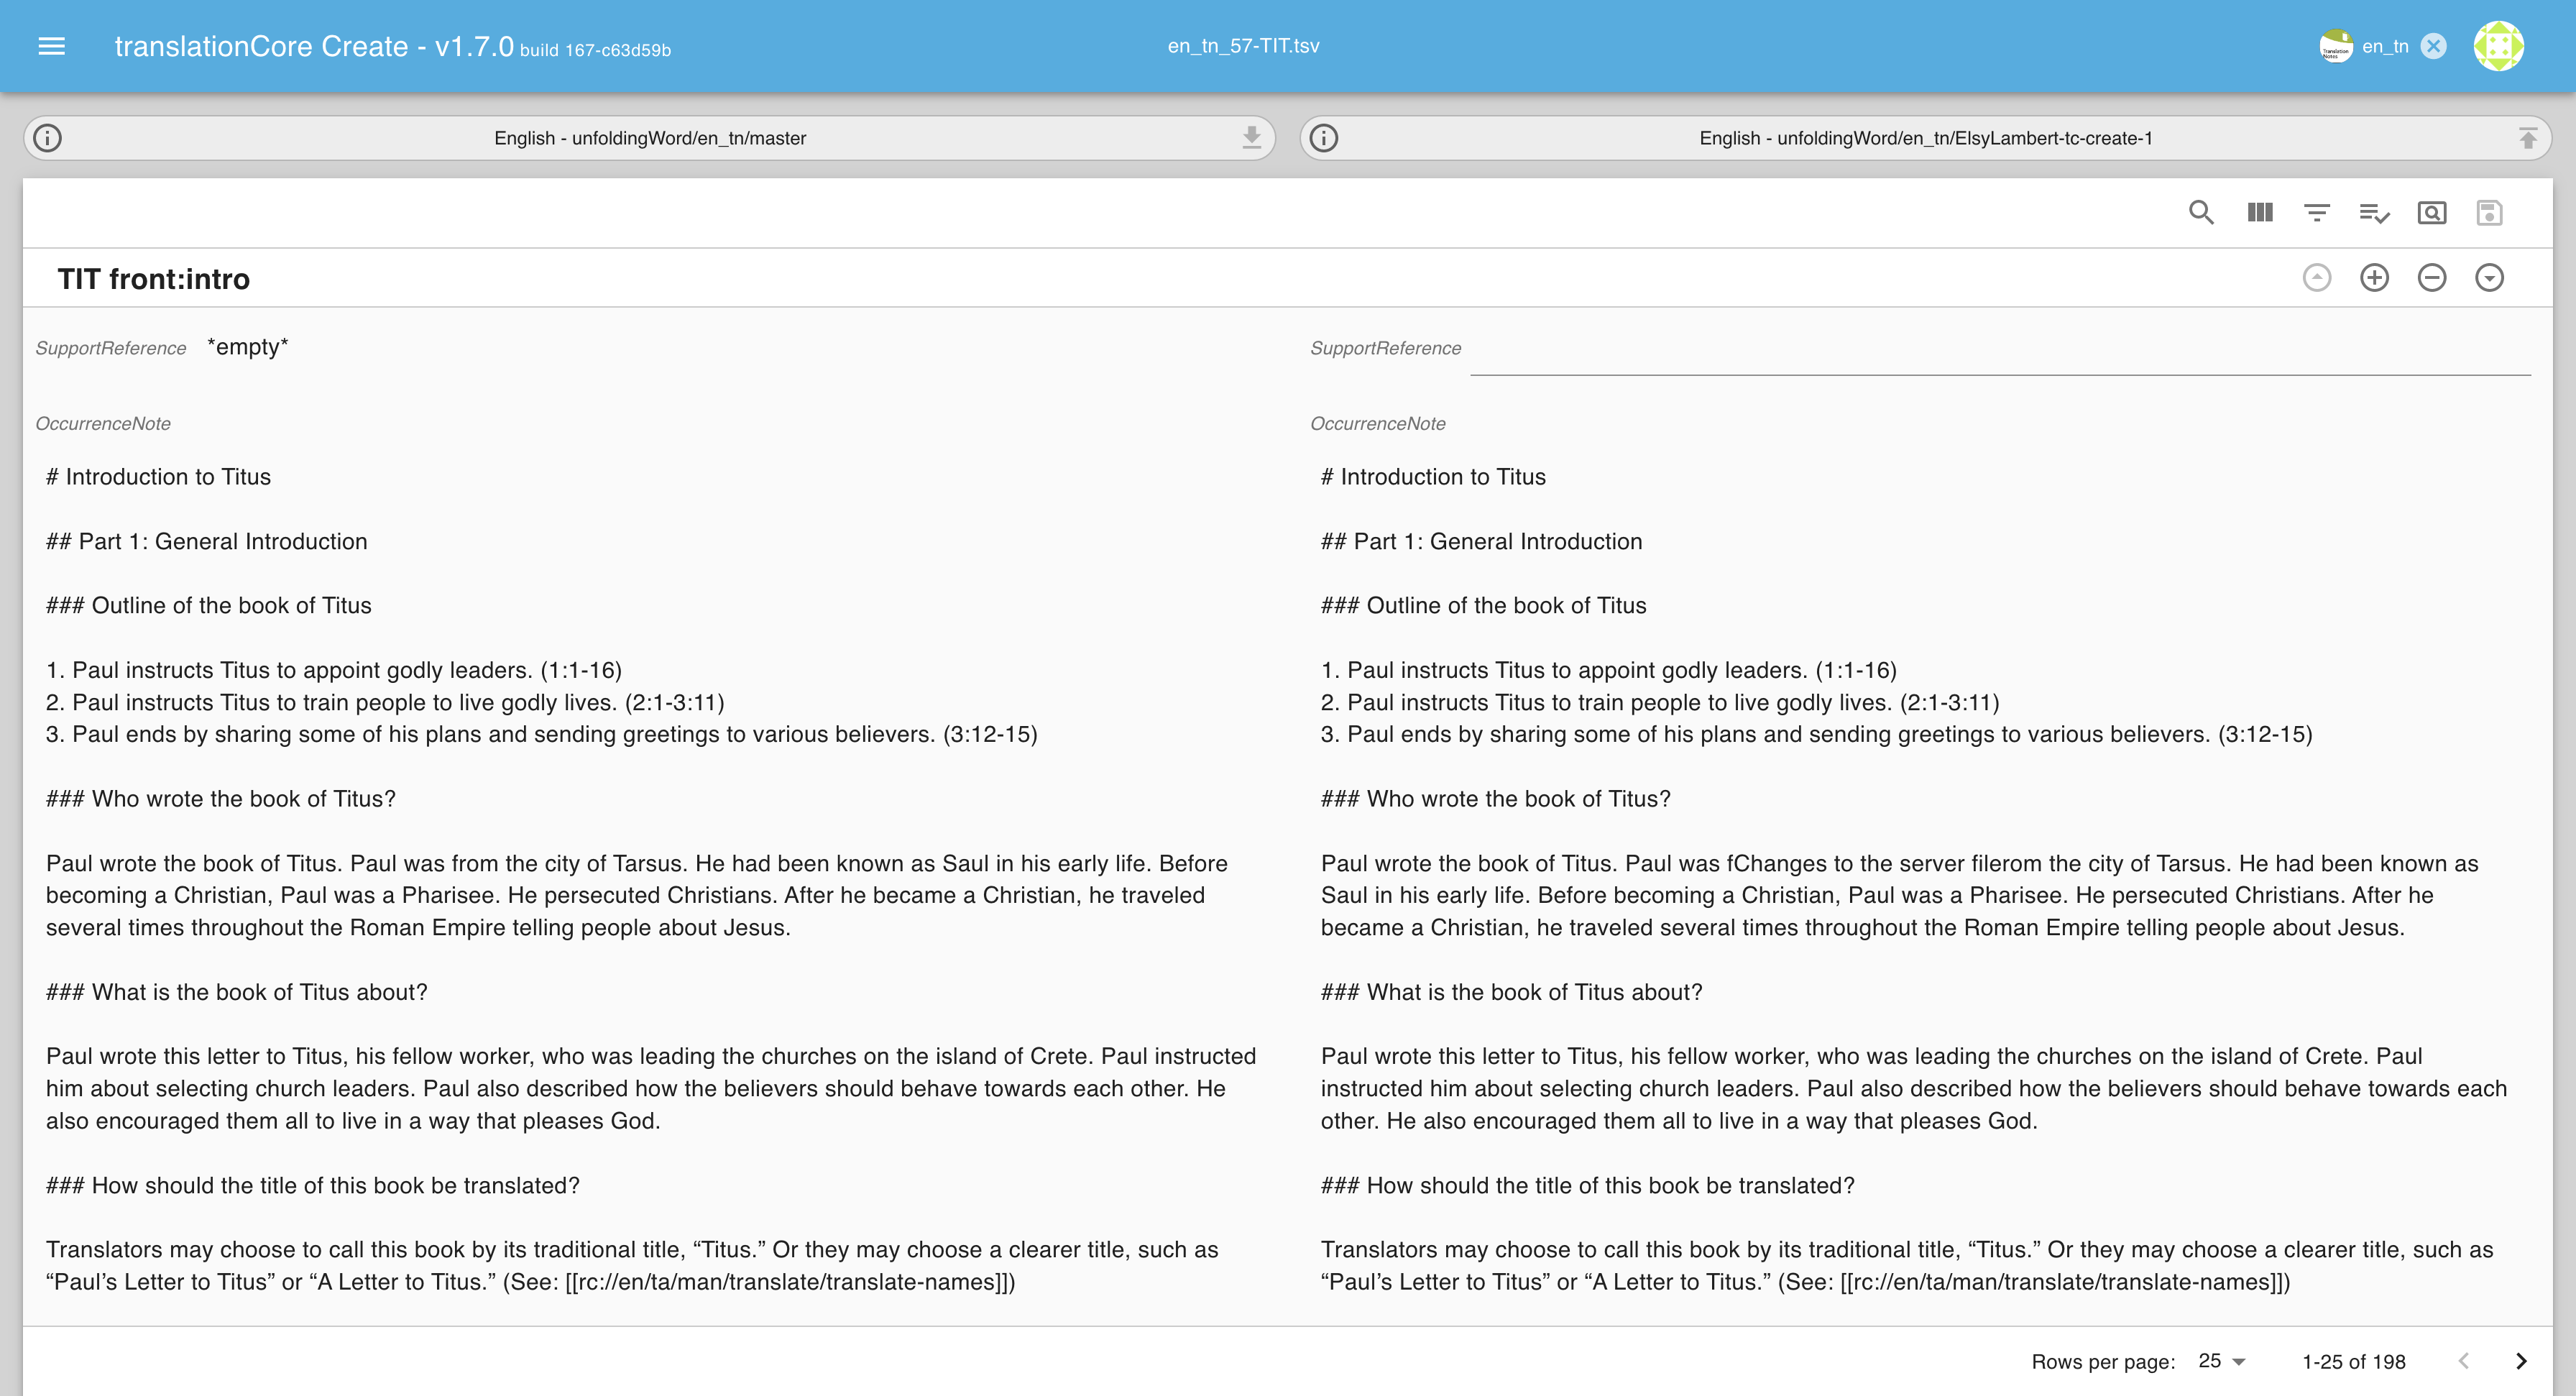 translationCore Create - v1.7.0 build 167-c63d59b
en_tn_57-TIT.tsv
Translation Notes
en_tn
English - unfoldingWord/en_tn/master
English - unfoldingWord/en_tn/ElsyLambert-tc-create-1
TIT front:intro
SupportReference *empty*
OccurrenceNote
# Introduction to Titus
## Part 1: General Introduction
### Outline of the book of Titus
1. Paul instructs Titus to appoint godly leaders. (1:1-16)
2. Paul instructs Titus to train people to live godly lives. (2:1-3:11)
3. Paul ends by sharing some of his plans and sending greetings to various believers. (3:12-15)
### Who wrote the book of Titus?
Paul wrote the book of Titus. Paul was from the city of Tarsus. He had been known as Saul in his early life. Before
becoming a Christian, Paul was a Pharisee. He persecuted Christians. After he became a Christian, he traveled
several times throughout the Roman Empire telling people about Jesus.
### What is the book of Titus about?
Paul wrote this letter to Titus, his fellow worker, who was leading the churches on the island of Crete. Paul instructed
him about selecting church leaders. Paul also described how the believers should behave towards each other. He
also encouraged them all to live in a way that pleases God.
### How should the title of this book be translated?
Translators may choose to call this book by its traditional title, “Titus.” Or they may choose a clearer title, such as
“Paul’s Letter to Titus” or “A Letter to Titus.” (See: [[rc://en/ta/man/translate/translate-names]])
SupportReference
OccurrenceNote
# Introduction to Titus
## Part 1: General Introduction
### Outline of the book of Titus
1. Paul instructs Titus to appoint godly leaders. (1:1-16)
2. Paul instructs Titus to train people to live godly lives. (2:1-3:11)
3. Paul ends by sharing some of his plans and sending greetings to various believers. (3:12-15)
### Who wrote the book of Titus?
Paul wrote the book of Titus. Paul was fChanges to the server filerom the city of Tarsus. He had been known as
Saul in his early life. Before becoming a Christian, Paul was a Pharisee. He persecuted Christians. After he
became a Christian, he traveled several times throughout the Roman Empire telling people about Jesus.
### What is the book of Titus about?
Paul wrote this letter to Titus, his fellow worker, who was leading the churches on the island of Crete. Paul
instructed him about selecting church leaders. Paul also described how the believers should behave towards each
other. He also encouraged them all to live in a way that pleases God.
### How should the title of this book be translated?
Translators may choose to call this book by its traditional title, “Titus.” Or they may choose a clearer title, such as
“Paul’s Letter to Titus” or “A Letter to Titus.” (See: [[rc://en/ta/man/translate/translate-names]])
Rows per page: 25 1-25 of 198